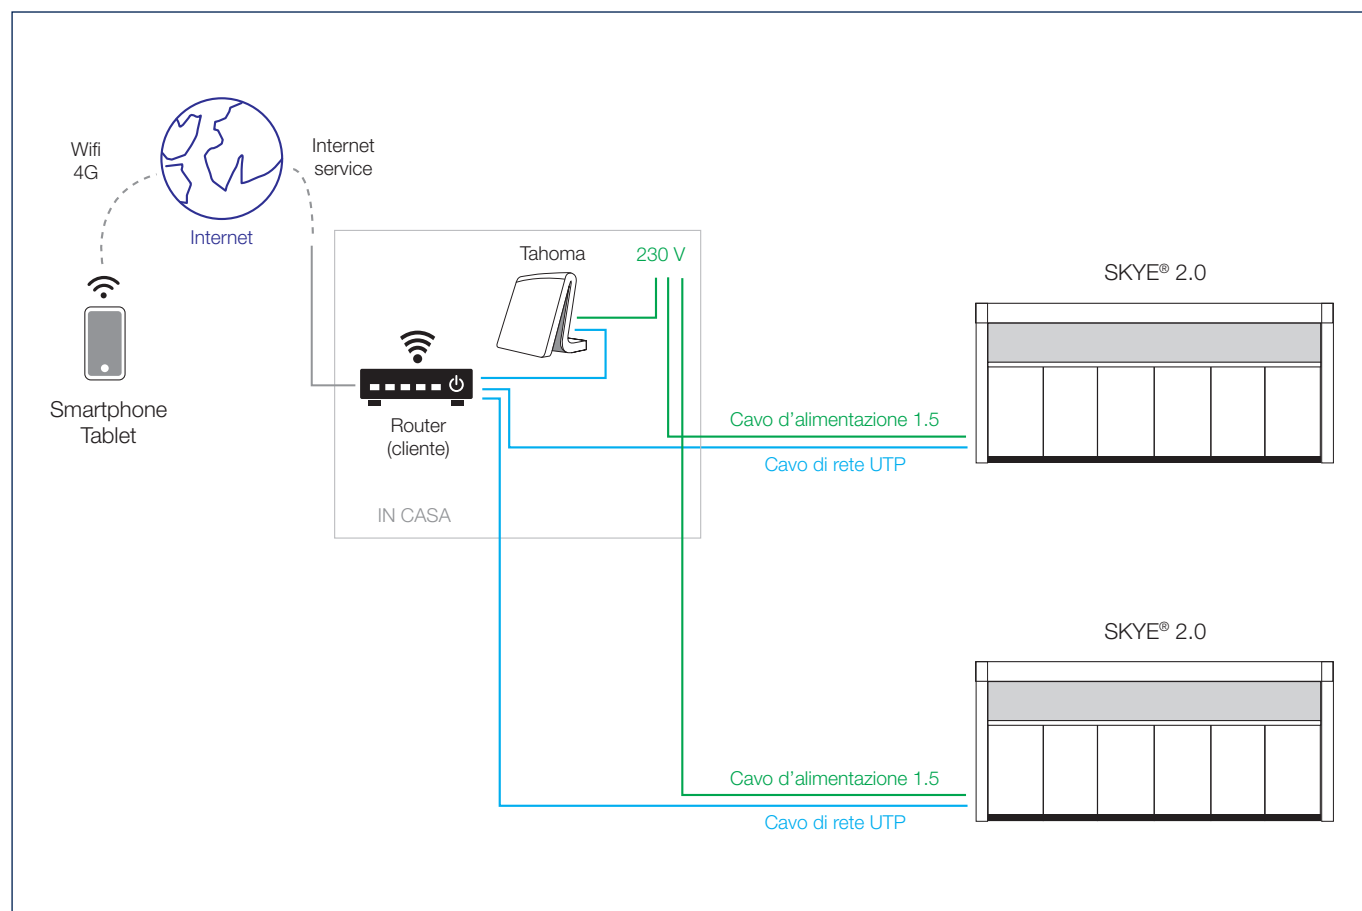 Wifi
4G
Internet
service
Internet
Smartphone
Tablet
Tahoma
230 V
Router
(cliente)
IN CASA
SKYE® 2.0
Cavo d’alimentazione 1.5
Cavo di rete UTP
SKYE® 2.0
Cavo d’alimentazione 1.5
Cavo di rete UTP